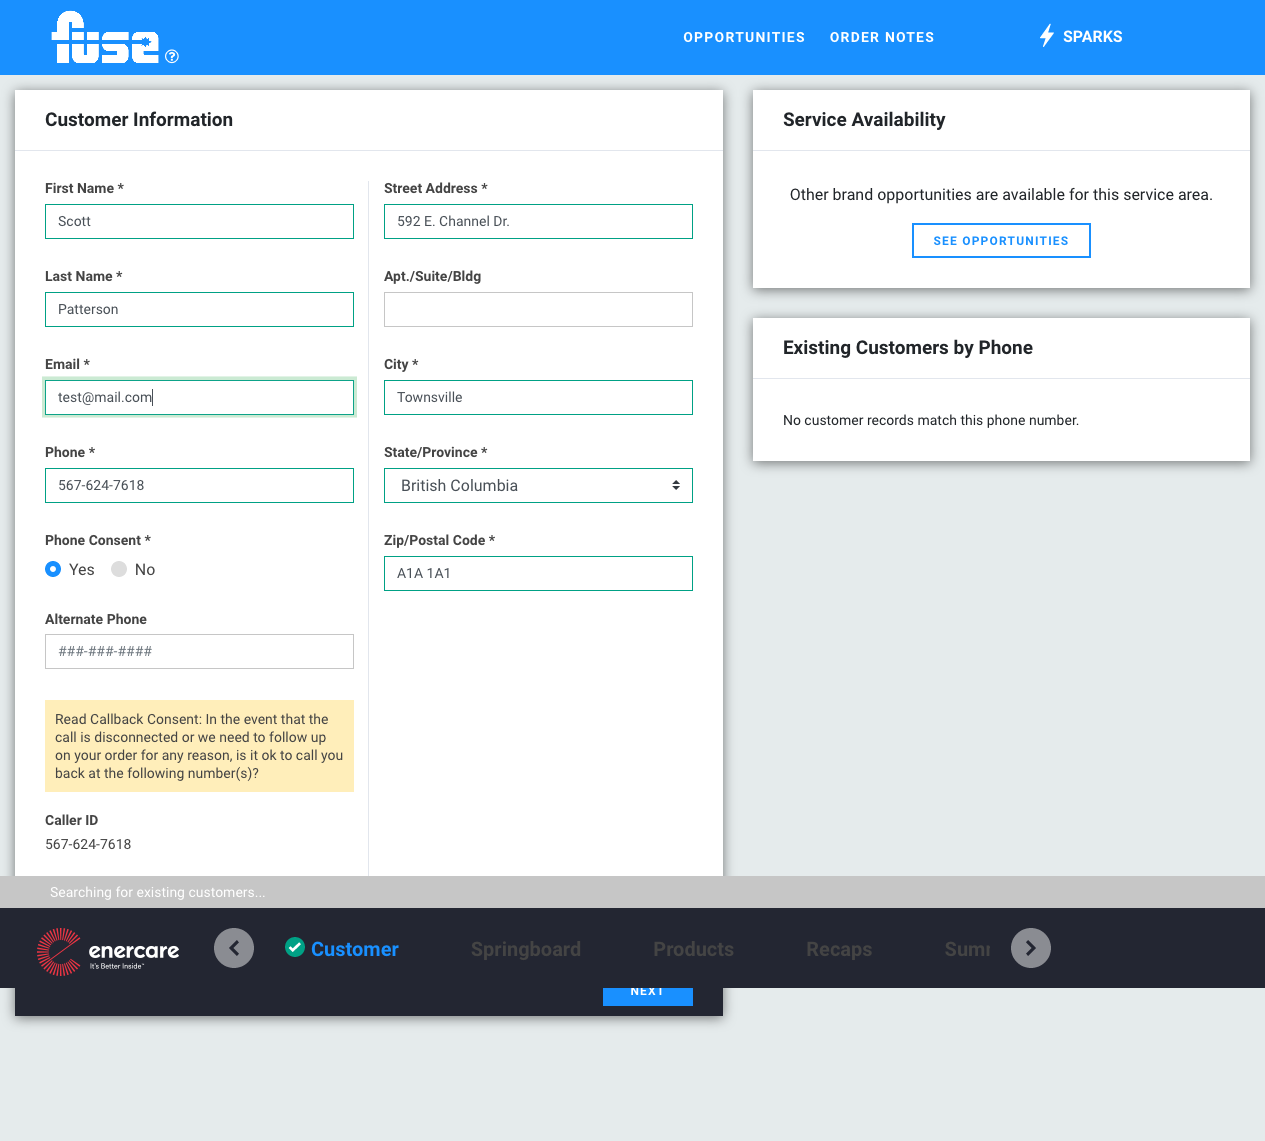 fuse ?
OPPORTUNITIES
ORDER NOTES
SPARKS
Customer Information
First Name *
Scott
Last Name *
Patterson
Email *
test@mail.com
Phone *
567-624-7618
Phone Consent *
Yes
No
Alternate Phone
###-###-####
Read Callback Consent: In the event that the
call is disconnected or we need to follow up
on your order for any reason, is it ok to call you
back at the following number(s)?
Caller ID
567-624-7618
Street Address *
592 E. Channel Dr.
Apt./Suite/Bldg
City *
Townsville
State/Province *
British Columbia
Zip/Postal Code *
A1A 1A1
Service Availability
Other brand opportunities are available for this service area.
SEE OPPORTUNITIES
Existing Customers by Phone
No customer records match this phone number.
Searching for existing customers...
enercare
It's Better Inside™
Customer
Springboard
Products
Recaps
Sum
NEXT